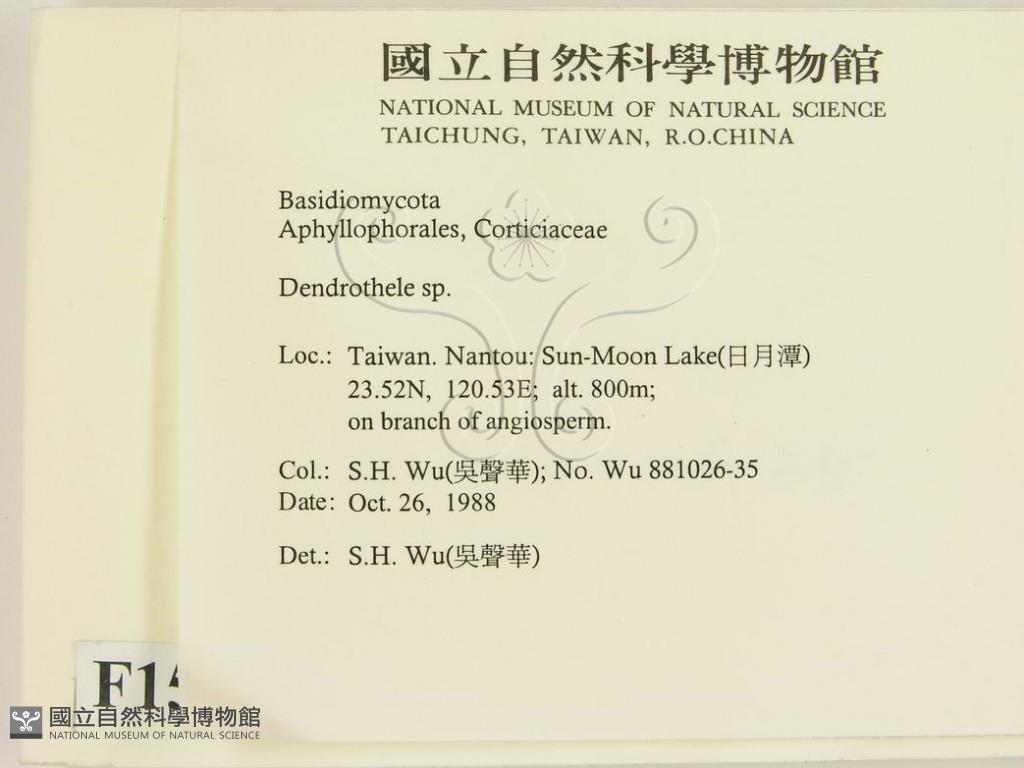 國立自然科學博物館
NATIONAL MUSEUM OF NATURAL SCIENCE
TAICHUNG, TAIWAN, R.O.CHINA
Basidiomycota
Aphyllophorales, Corticiaceae
Dendrothele sp.
Loc.: Taiwan. Nantou: Sun-Moon Lake(日月潭)
23.52N, 120.53E; alt. 800m;
on branch of angiosperm.
Col.: S.H. Wu(吳聲華); No. Wu 881026-35
Date: Oct. 26, 1988
Det.: S.H. Wu(吳聲華)
F15
國立自然科學博物館
NATIONAL MUSEUM OF NATURAL SCIENCE